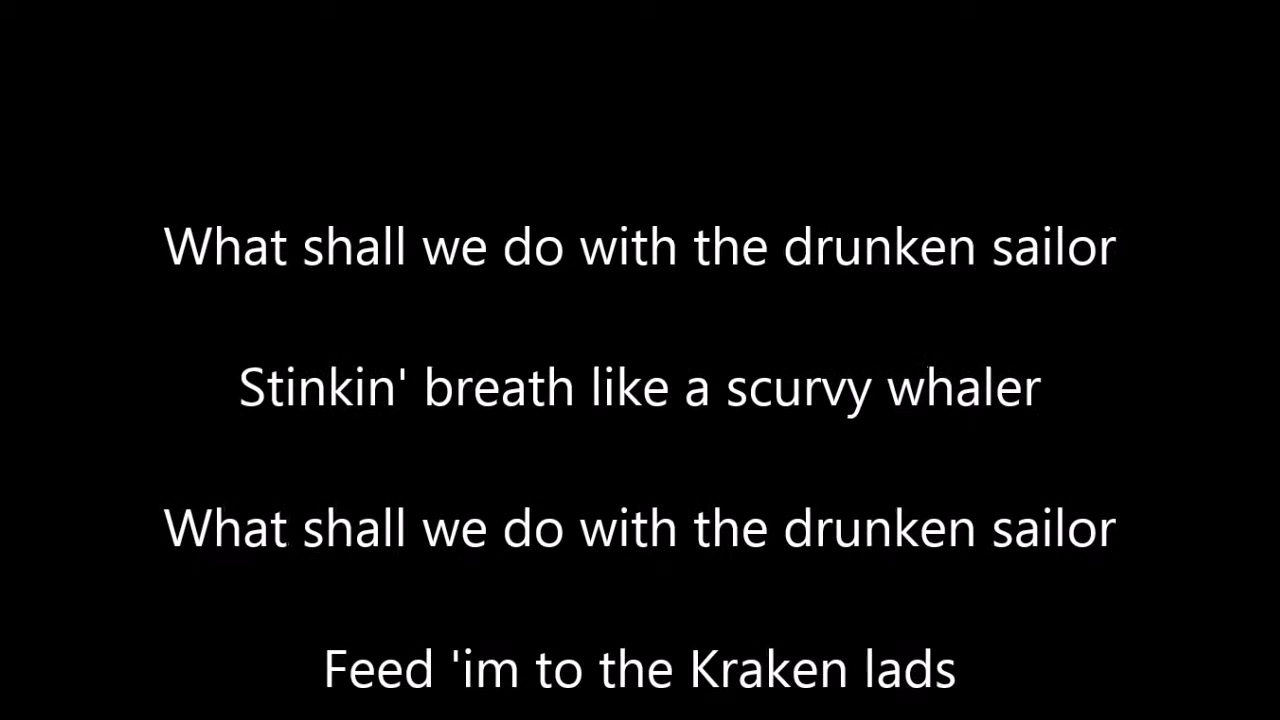 What shall we do with the drunken sailor
Stinkin' breath like a scurvy whaler
What shall we do with the drunken sailor
Feed 'im to the Kraken lads